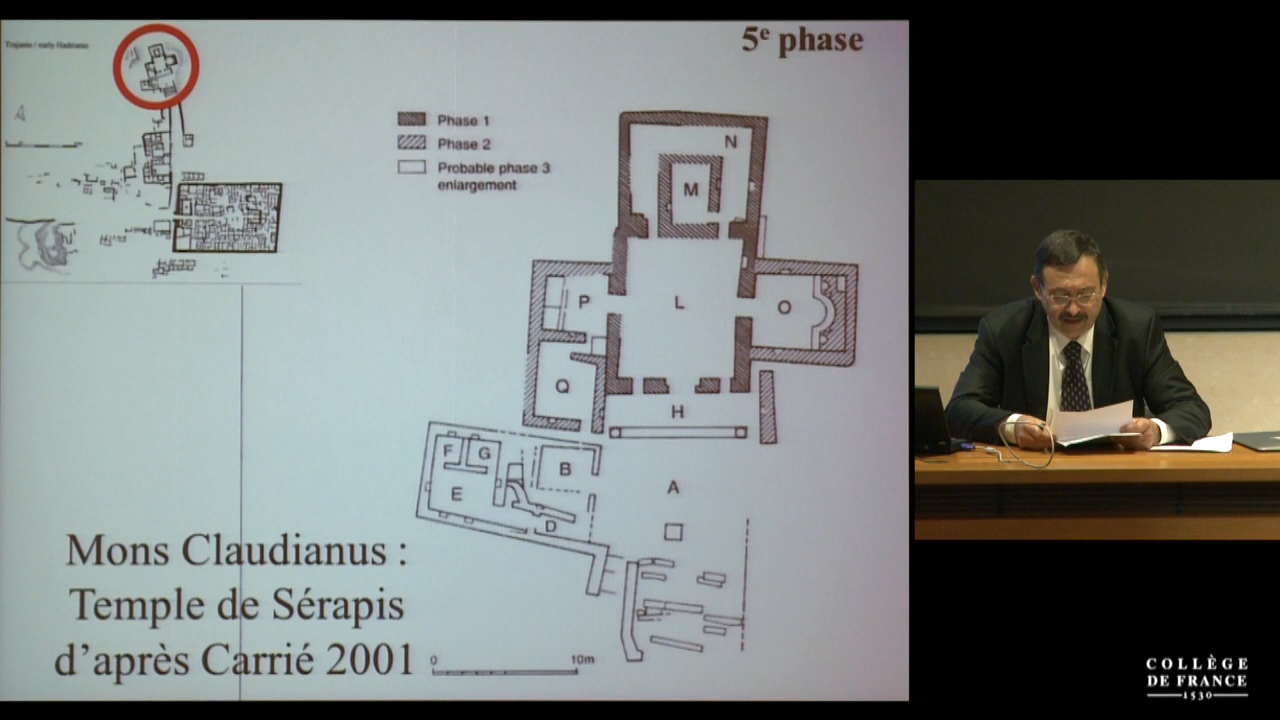 Trajanic / early Hadrianic
5e phase
Phase 1
Phase 2
Probable phase 3
enlargement
N
M
P
L
O
Q
H
F
G
B
E
A
D
Mons Claudianus :
Temple de Sérapis
d’après Carrié 2001
0
10m
COLLÈGE
DE FRANCE
1530